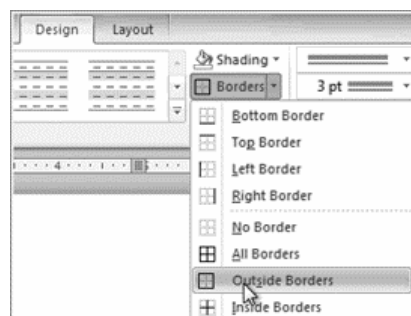 Design Layout
Shading
Borders 3 pt
Bottom Border
4
Top Border
Left Border
Right Border
No Border
All Borders
Outside Borders
Inside Borders